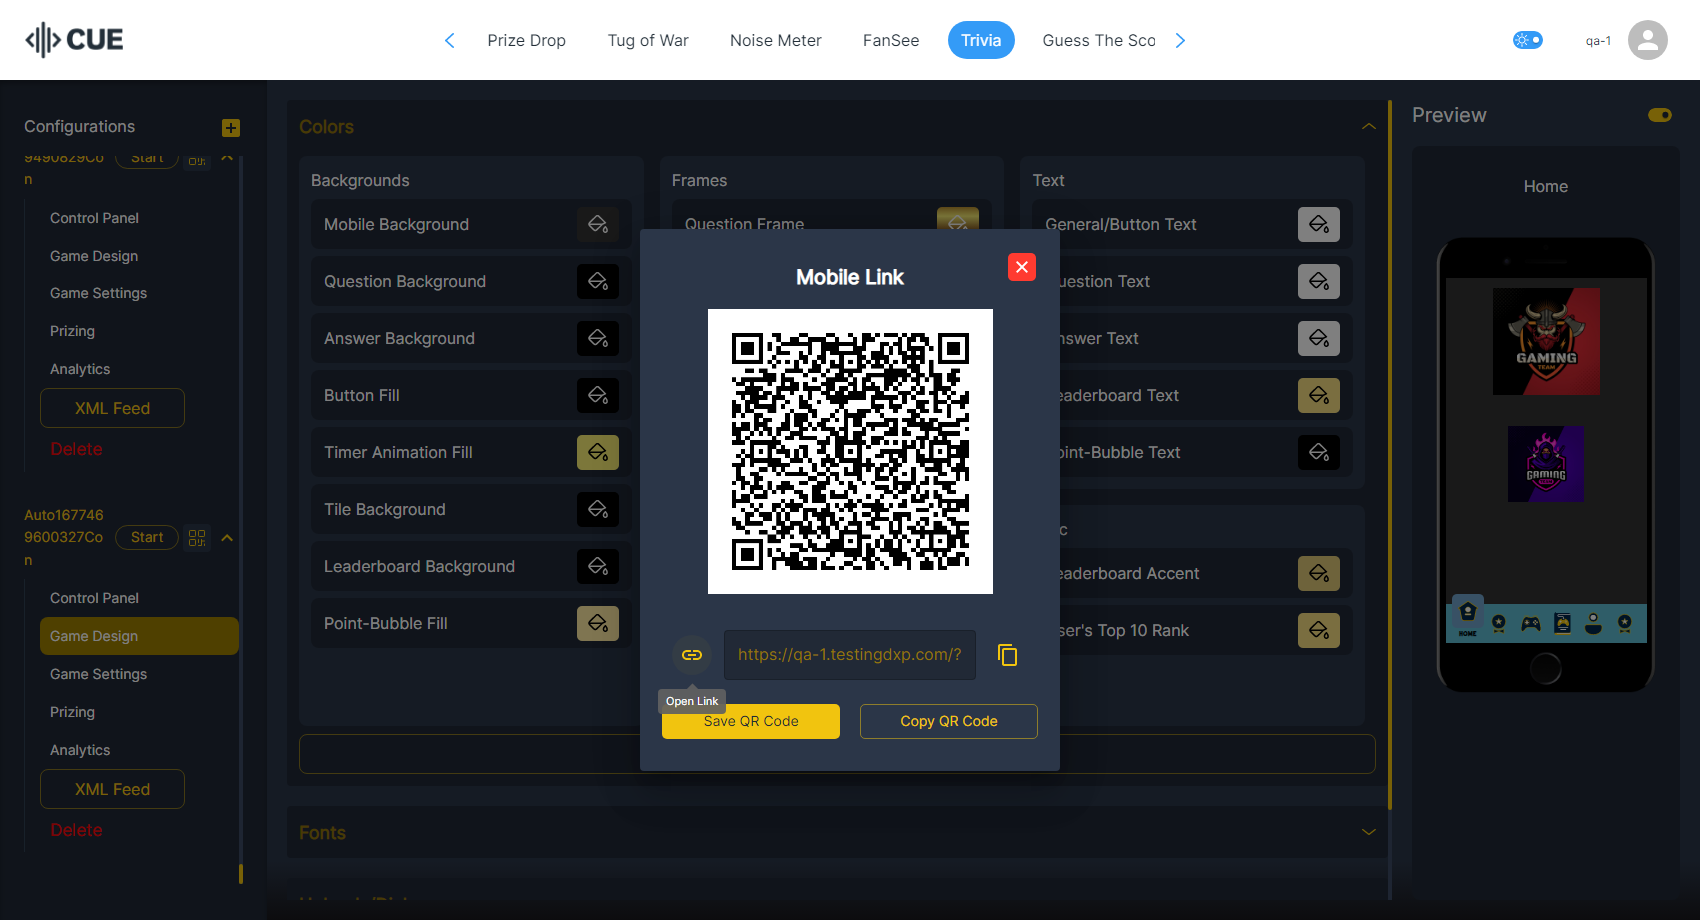 CUE
Prize Drop
Tug of War
Noise Meter
FanSee
Trivia
Guess The Sco
qa-1
Configurations
9490829Co
n
Start
Control Panel
Game Design
Game Settings
Prizing
Analytics
XML Feed
Delete
Auto167746
9600327Co
n
Start
Control Panel
Game Design
Game Settings
Prizing
Analytics
XML Feed
Delete
Colors
Backgrounds
Mobile Background
Question Background
Answer Background
Button Fill
Timer Animation Fill
Tile Background
Leaderboard Background
Point-Bubble Fill
Frames
Question Frame
Text
General/Button Text
uestion Text
nswer Text
eaderboard Text
oint-Bubble Text
c
eaderboard Accent
ser's Top 10 Rank
Mobile Link
https://qa-1.testingdxp.com/?
Open Link
Save QR Code
Copy QR Code
Fonts
Preview
Home
GAMING
TEAM
GAMING
HOME